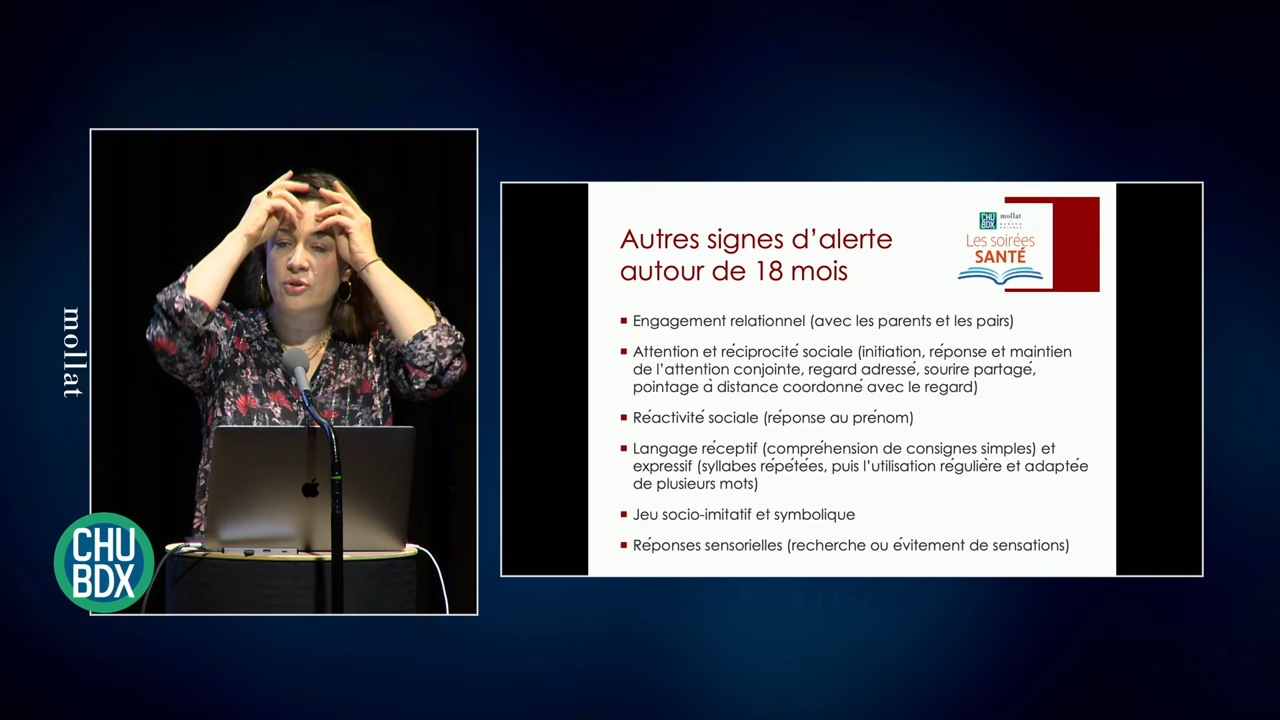 mollat
CHU
BDX
Autres signes d’alerte
autour de 18 mois
CHU
BDX
mollat
Les soirées
SANTÉ
▪ Engagement relationnel (avec les parents et les pairs)
▪ Attention et réciprocité sociale (initiation, réponse et maintien
de l’attention conjointe, regard adressé, sourire partagé,
pointage à distance coordonné avec le regard)
▪ Réactivité sociale (réponse au prénom)
▪ Langage réceptif (compréhension de consignes simples) et
expressif (syllabes répétées, puis l’utilisation régulière et adaptée
de plusieurs mots)
▪ Jeu socio-imitatif et symbolique
▪ Réponses sensorielles (recherche ou évitement de sensations)